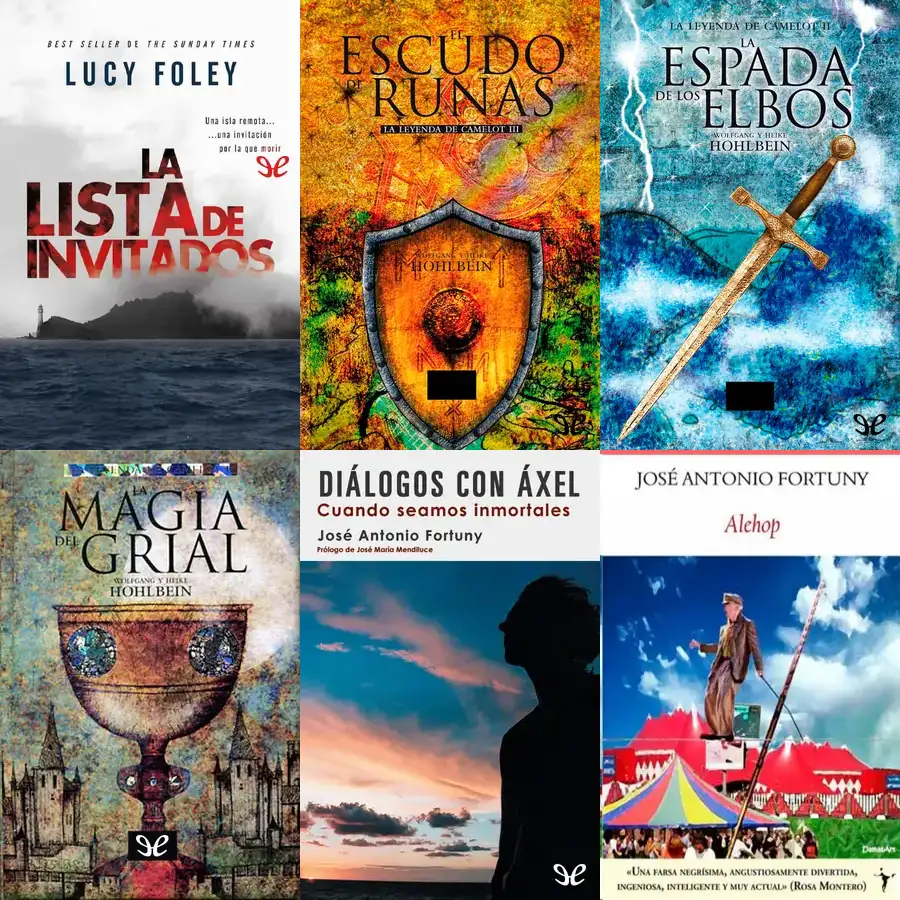 BEST SELLER DE THE SUNDAY TIMES
LUCY FOLEY
Una isla remota...
...una invitación
por la que morir
LA
LISTA DE
INVITADOS
EL
ESCUDO
DE RUNAS
LA LEYENDA DE CAMELOT III
WOLFGANG Y HEIKE
HOHLBEIN
LA LEYENDA DE CAMELOT II
LA
ESPADA
DE LOS ELBOS
WOLFGANG Y HEIKE
HOHLBEIN
LA
MAGIA
DEL GRIAL
WOLFGANG Y HEIKE
HOHLBEIN
DIÁLOGOS CON ÁXEL
Cuando seamos inmortales
José Antonio Fortuny
Prólogo de José María Mendiluce
JOSÉ ANTONIO FORTUNY
Alehop
DamasArt
«UNA FARSA NEGRÍSIMA, ANGUSTIOSAMENTE DIVERTIDA,
INGENIOSA, INTELIGENTE Y MUY ACTUAL» (ROSA MONTERO)